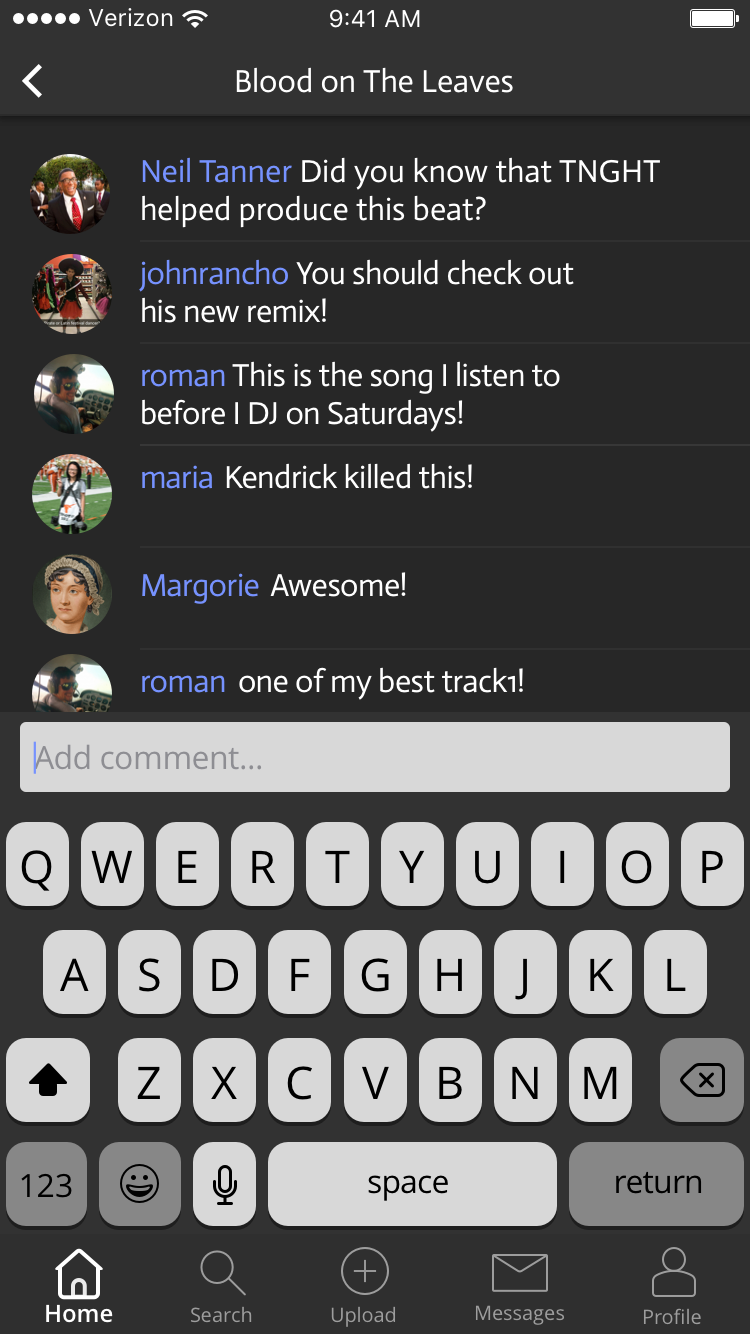 Verizon 9:41 AM
Blood on The Leaves
Neil Tanner Did you know that TNGHT
helped produce this beat?
johnrancho You should check out
his new remix!
roman This is the song I listen to
before I DJ on Saturdays!
maria Kendrick killed this!
Margorie Awesome!
roman one of my best track1!
Add comment...
Q W E R T Y U I O P
A S D F G H J K L
Z X C V B N M
123 space return
Home Search Upload Messages Profile